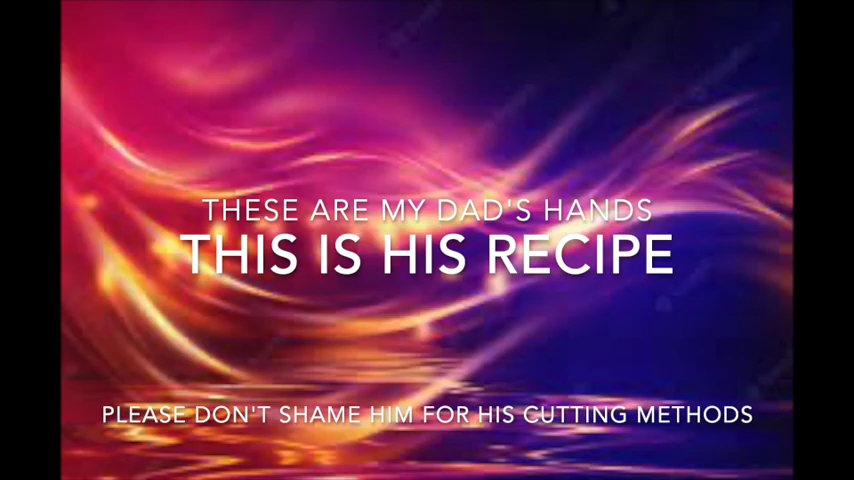 THESE ARE MY DAD'S HANDS
THIS IS HIS RECIPE
PLEASE DON'T SHAME HIM FOR HIS CUTTING METHODS